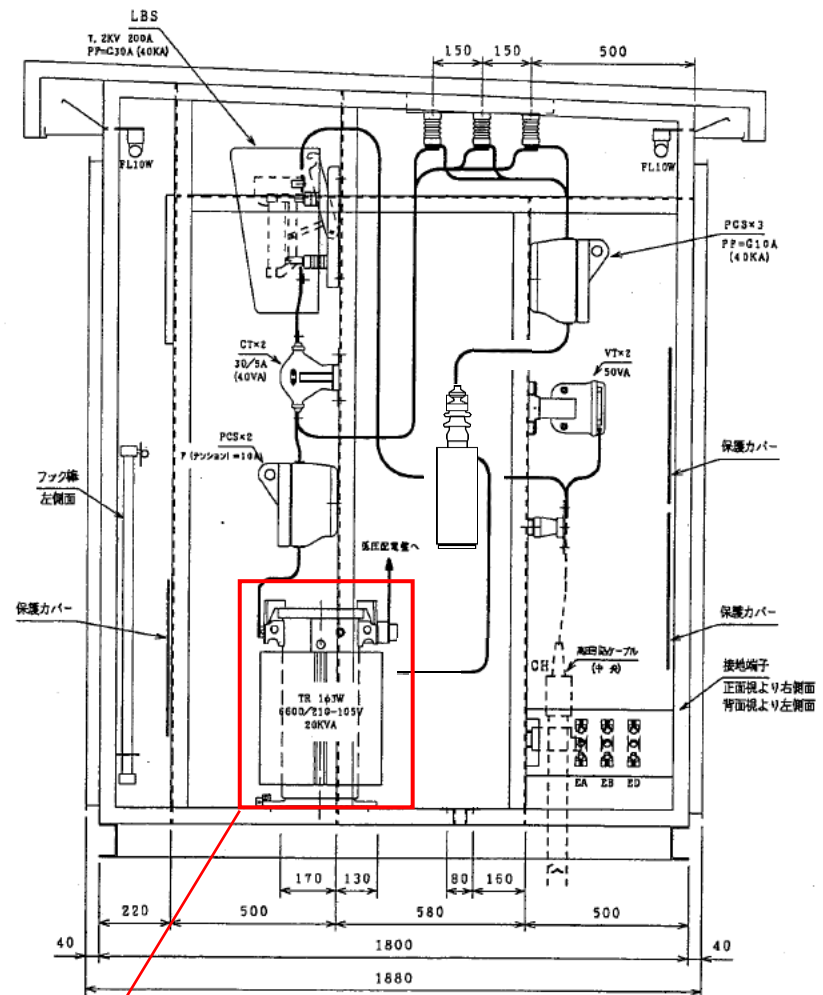 LBS
7.2KV 200A
PF=G30A (40KA)
150
150
500
FL10W
FL10W
PCS×3
PF=G10A
(40KA)
CT×2
30/5A
(40VA)
VT×2
50VA
PCS×2
F (テンション) =10A
フック棒
左側面
保護カバー
低圧配電盤へ
保護カバー
保護カバー
CH
高圧引込ケーブル
(中央)
接地端子
正面視より右側面
背面視より左側面
TR 1φ3W
6600/210-105V
20KVA
EA
EB
ED
170
130
80
160
220
500
580
500
40
1800
40
1880